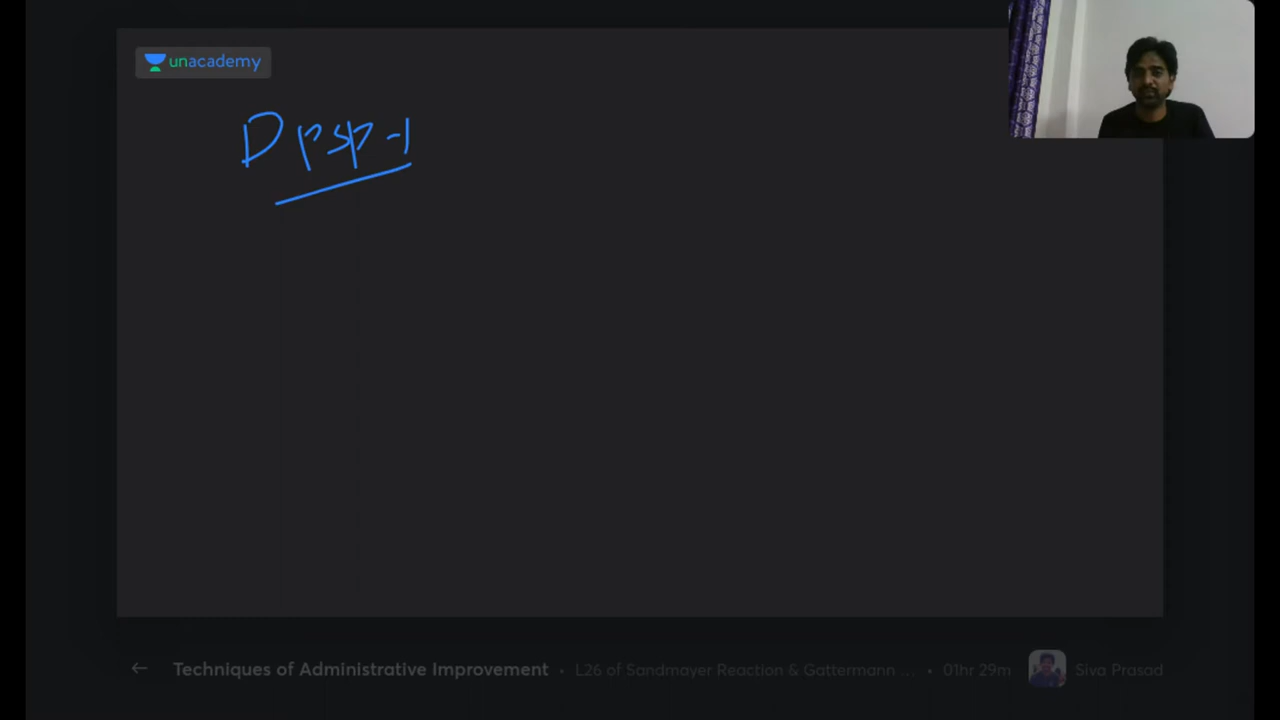 unacademy
Dpsp-1
Techniques of Administrative Improvement • L26 of Sandmayer Reaction & Gattermann ... • 01hr 29m Siva Prasad